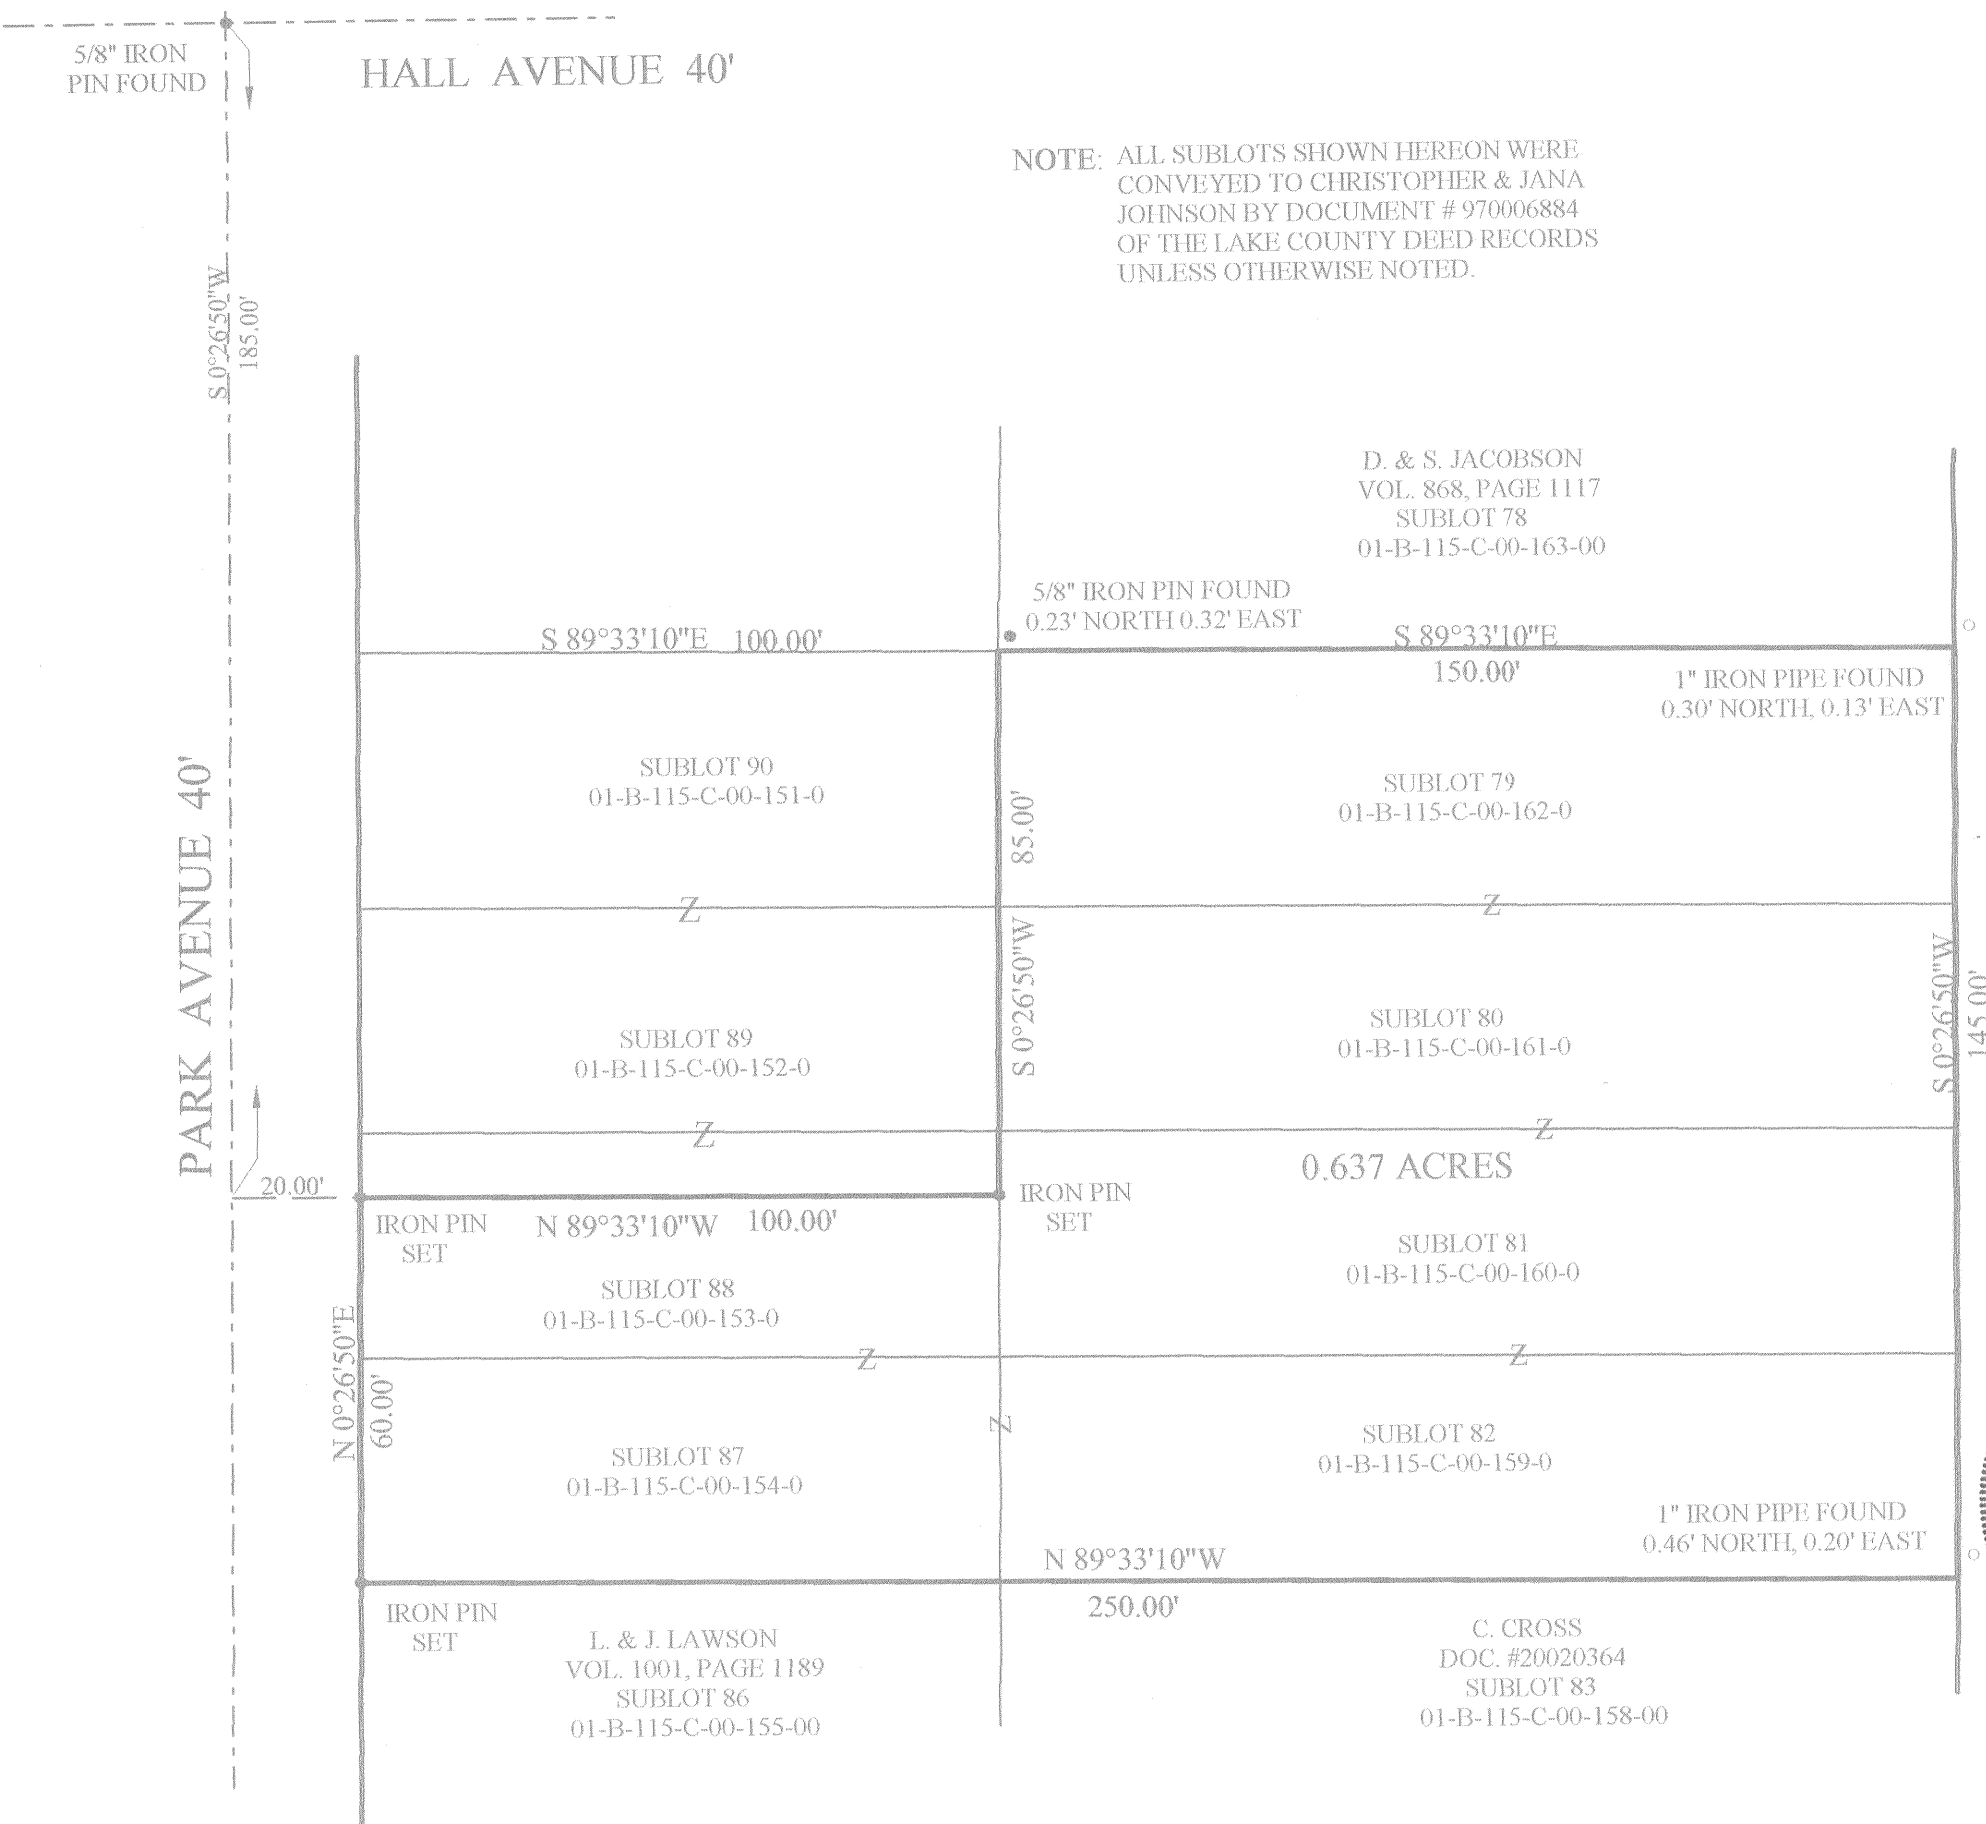 5/8" IRON
PIN FOUND
HALL AVENUE 40'
NOTE: ALL SUBLOTS SHOWN HEREON WERE
CONVEYED TO CHRISTOPHER & JANA
JOHNSON BY DOCUMENT # 970006884
OF THE LAKE COUNTY DEED RECORDS
UNLESS OTHERWISE NOTED.
S 0°26'50"W
185.00'
D. & S. JACOBSON
VOL. 868, PAGE 1117
SUBLOT 78
01-B-115-C-00-163-00
5/8" IRON PIN FOUND
0.23' NORTH 0.32' EAST
S 89°33'10"E 100.00'
S 89°33'10"E
150.00'
1" IRON PIPE FOUND
0.30' NORTH, 0.13' EAST
PARK AVENUE 40'
SUBLOT 90
01-B-115-C-00-151-0
85.00'
S 0°26'50"W
SUBLOT 79
01-B-115-C-00-162-0
Z
Z
SUBLOT 89
01-B-115-C-00-152-0
SUBLOT 80
01-B-115-C-00-161-0
S 0°26'50"W
145.00'
Z
Z
0.637 ACRES
20.00'
IRON PIN
SET
N 89°33'10"W 100.00'
IRON PIN
SET
SUBLOT 88
01-B-115-C-00-153-0
SUBLOT 81
01-B-115-C-00-160-0
N 0°26'50"E
60.00'
Z
Z
Z
SUBLOT 87
01-B-115-C-00-154-0
SUBLOT 82
01-B-115-C-00-159-0
1" IRON PIPE FOUND
0.46' NORTH, 0.20' EAST
N 89°33'10"W
250.00'
IRON PIN
SET
L. & J. LAWSON
VOL. 1001, PAGE 1189
SUBLOT 86
01-B-115-C-00-155-00
C. CROSS
DOC. #20020364
SUBLOT 83
01-B-115-C-00-158-00